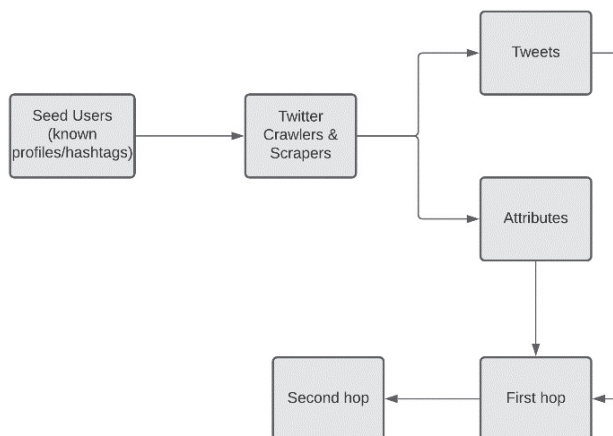 Tweets
Seed Users
(known
profiles/hashtags)
Twitter
Crawlers &
Scrapers
Attributes
Second hop
First hop